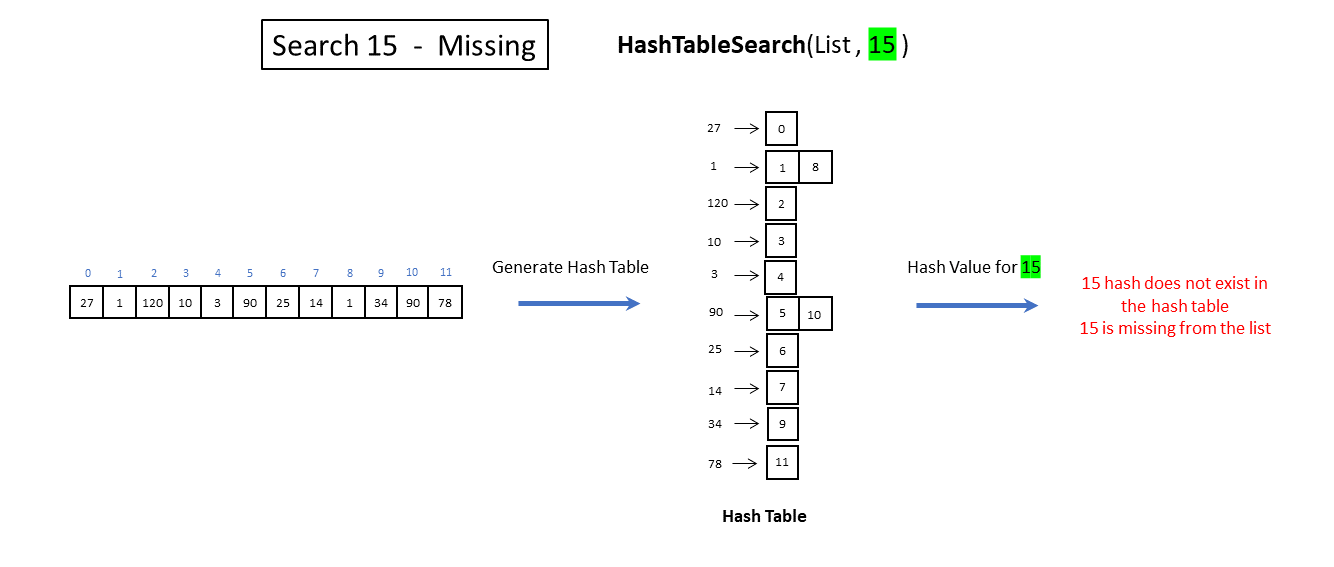 Search 15 - Missing
HashTableSearch(List , 15 )
27 0
1 1 8
120 2
10 3
3 4
90 5 10
25 6
14 7
34 9
78 11
Hash Table
0 1 2 3 4 5 6 7 8 9 10 11
27 1 120 10 3 90 25 14 1 34 90 78
Generate Hash Table
Hash Value for 15
15 hash does not exist in
the hash table
15 is missing from the list